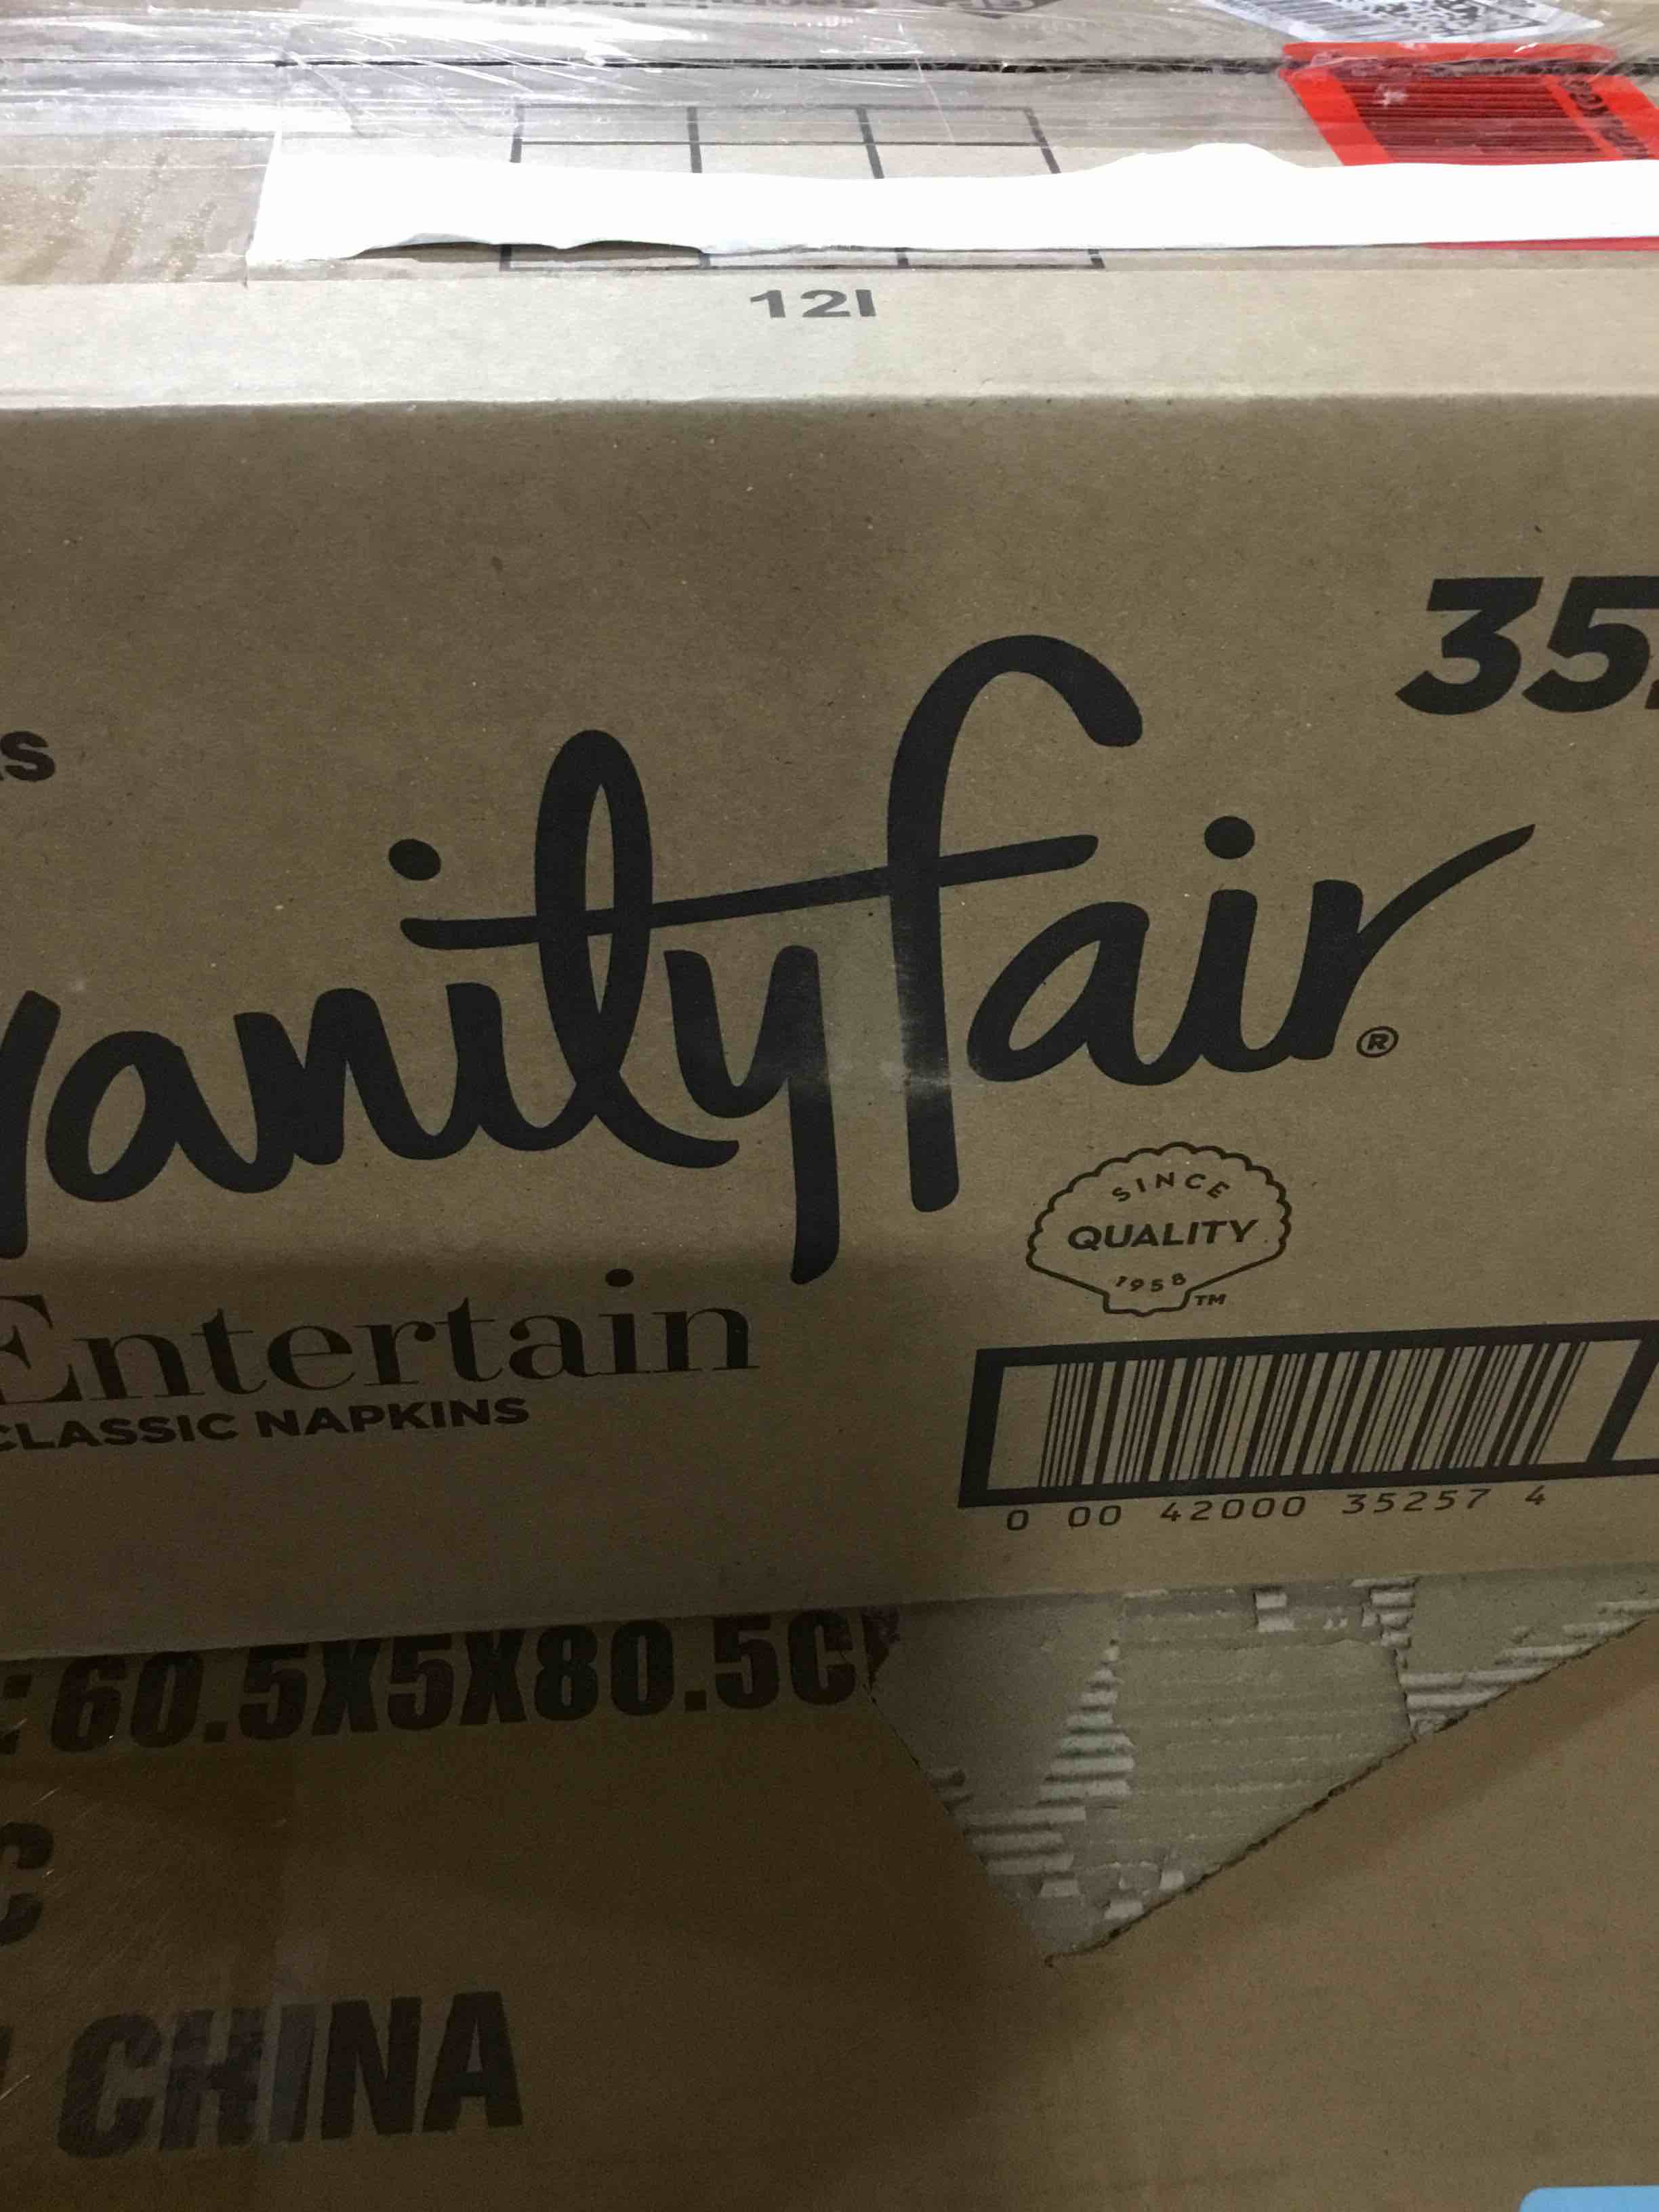 12I
35
s
vanity fair®
SINCE
QUALITY
1958
TM
Entertain
CLASSIC NAPKINS
0 00 42000 35257 4
: 60.5X5X80.5C
C
CHINA